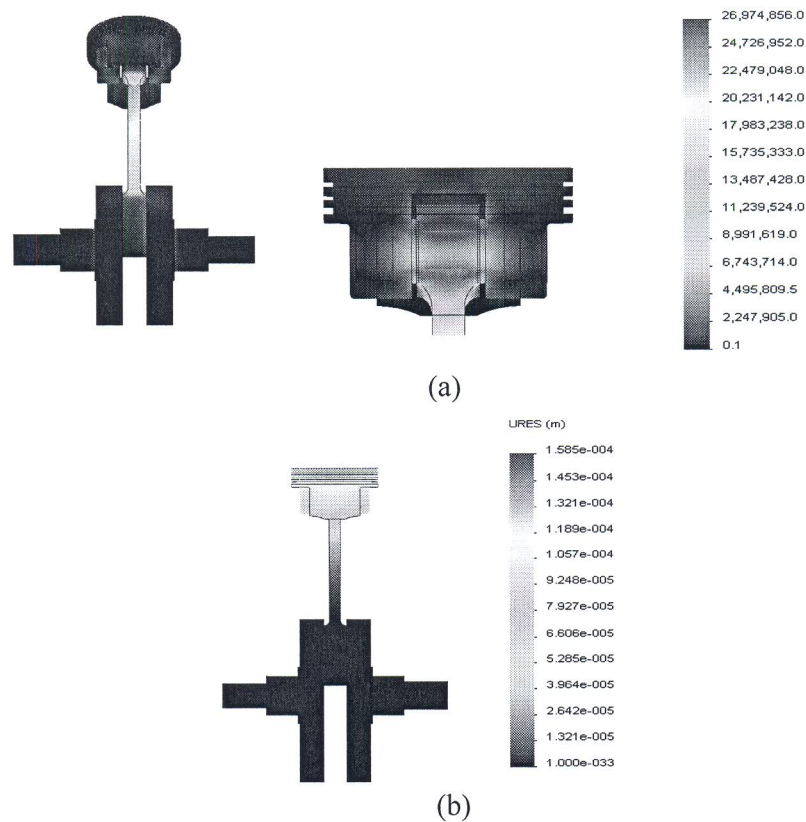 26,974,856.0
24,726,952.0
22,479,048.0
20,231,142.0
17,983,238.0
15,735,333.0
13,487,428.0
11,239,524.0
8,991,619.0
6,743,714.0
4,495,809.5
2,247,905.0
0.1
(a)
URES (m)
1.585e-004
1.453e-004
1.321e-004
1.189e-004
1.057e-004
9.248e-005
7.927e-005
6.606e-005
5.285e-005
3.964e-005
2.642e-005
1.321e-005
1.000e-033
(b)